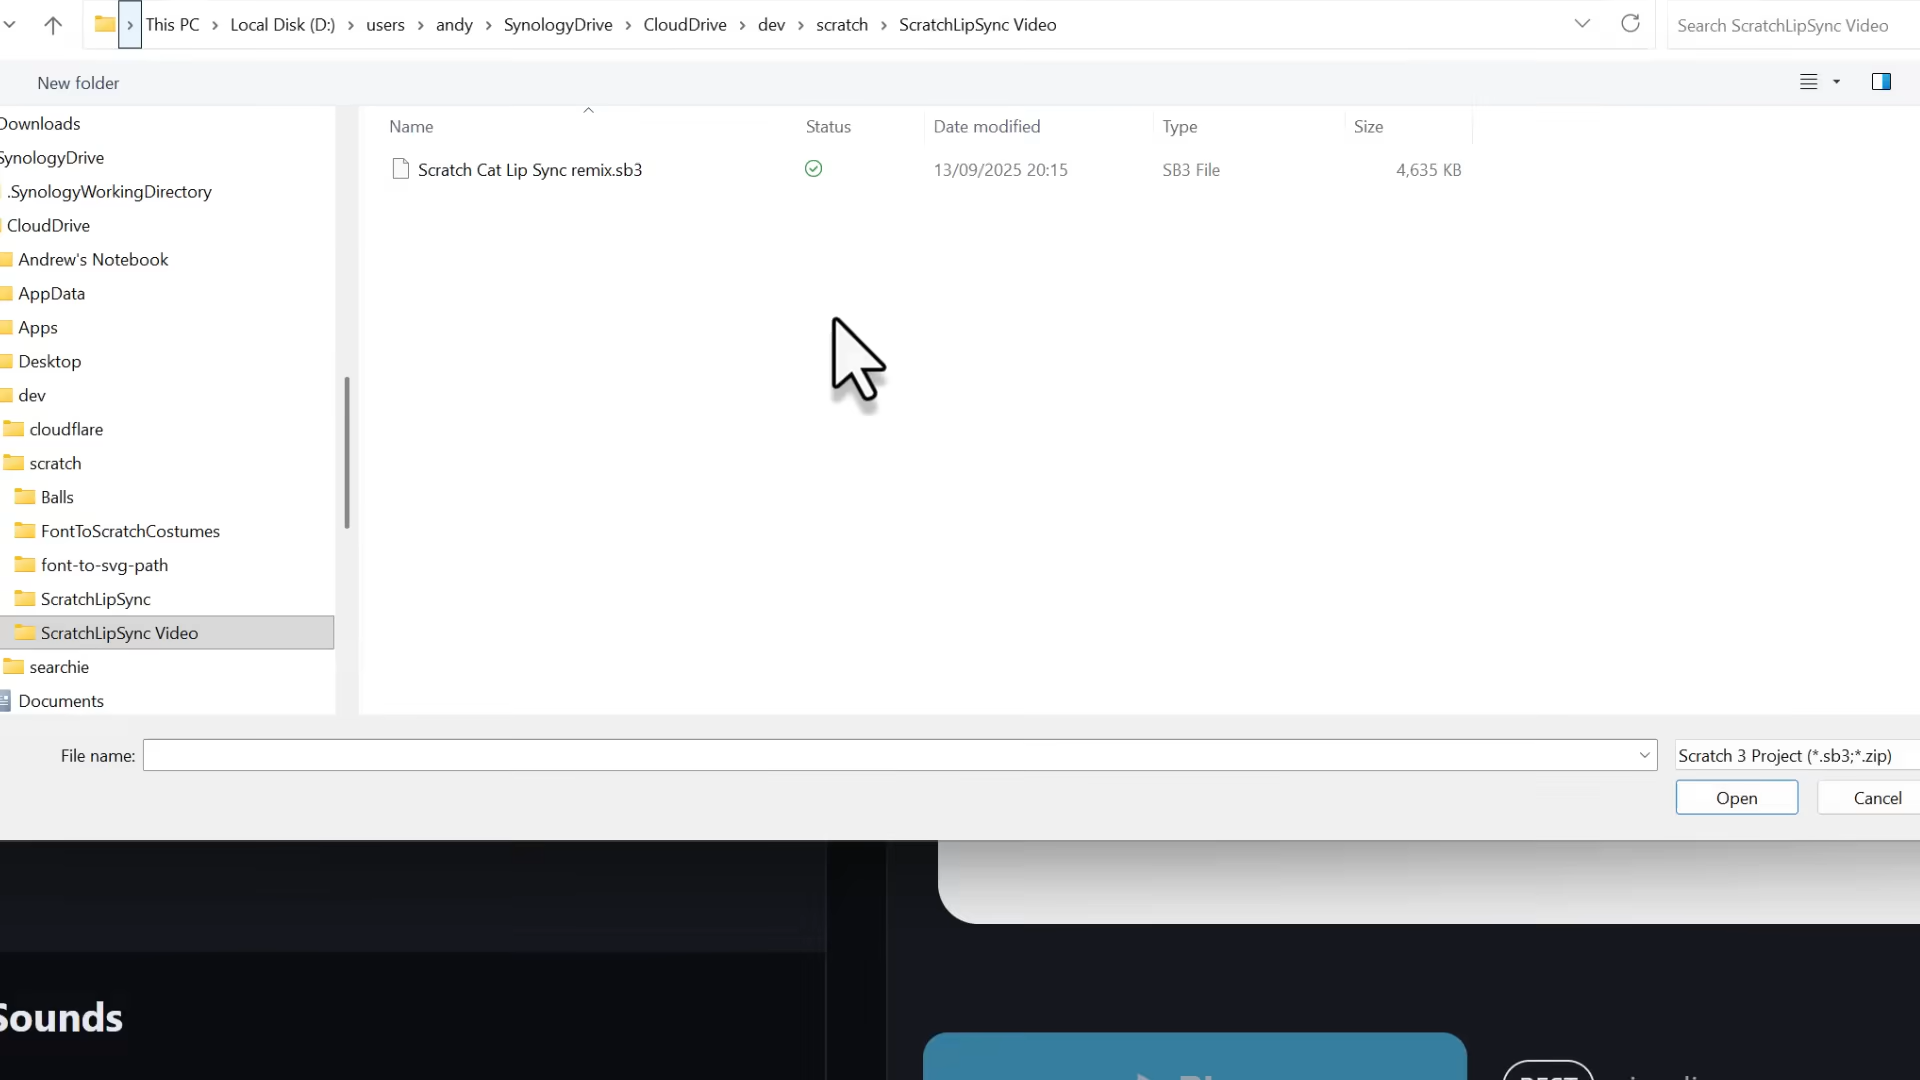 This PC > Local Disk (D:) > users > andy > SynologyDrive > CloudDrive > dev > scratch > ScratchLipSync Video
Search ScratchLipSync Video
New folder
Downloads
SynologyDrive
.SynologyWorkingDirectory
CloudDrive
Andrew's Notebook
AppData
Apps
Desktop
dev
cloudflare
scratch
Balls
FontToScratchCostumes
font-to-svg-path
ScratchLipSync
ScratchLipSync Video
searchie
Documents
Name Status Date modified Type Size
Scratch Cat Lip Sync remix.sb3 13/09/2025 20:15 SB3 File 4,635 KB
File name:
Scratch 3 Project (*.sb3;*.zip)
Open Cancel
Sounds